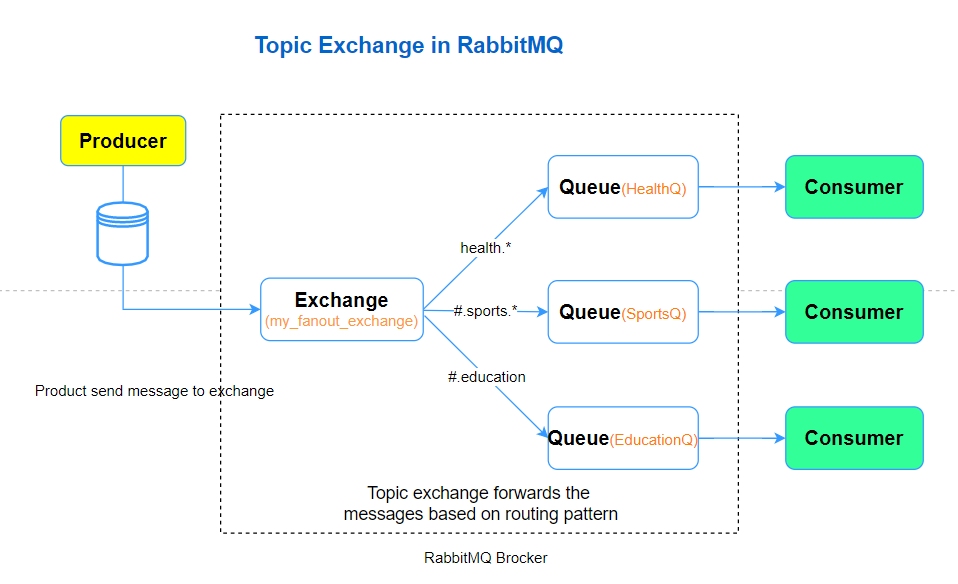 Topic Exchange in RabbitMQ
Producer
Queue(HealthQ)
Consumer
health.*
Exchange
(my_fanout_exchange)
#.sports.*
Queue(SportsQ)
Consumer
Product send message to exchange
#.education
Queue(EducationQ)
Consumer
Topic exchange forwards the
messages based on routing pattern
RabbitMQ Brocker